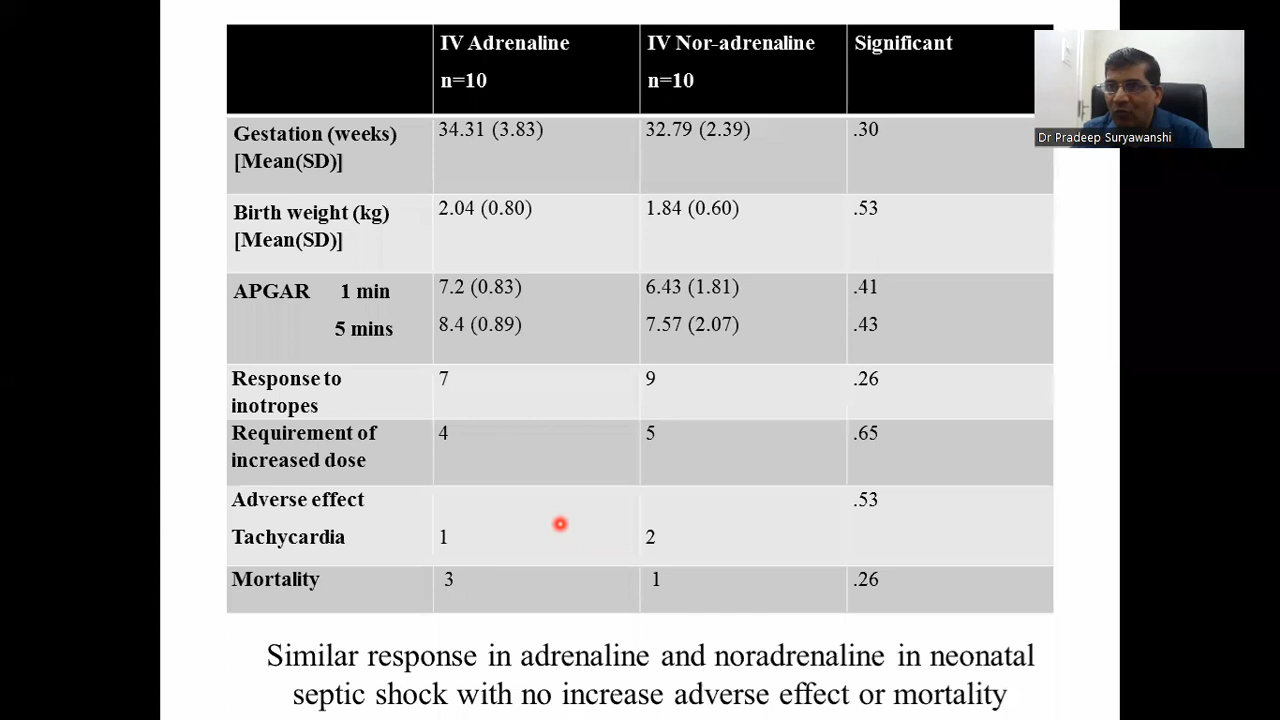 IV Adrenaline IV Nor-adrenaline Significant
n=10 n=10
Dr Pradeep Suryawanshi
Gestation (weeks) 34.31 (3.83) 32.79 (2.39) .30
[Mean(SD)]
Birth weight (kg) 2.04 (0.80) 1.84 (0.60) .53
[Mean(SD)]
APGAR 1 min 7.2 (0.83) 6.43 (1.81) .41
5 mins 8.4 (0.89) 7.57 (2.07) .43
Response to 7 9 .26
inotropes
Requirement of 4 5 .65
increased dose
Adverse effect .53
Tachycardia 1 2
Mortality 3 1 .26
Similar response in adrenaline and noradrenaline in neonatal
septic shock with no increase adverse effect or mortality